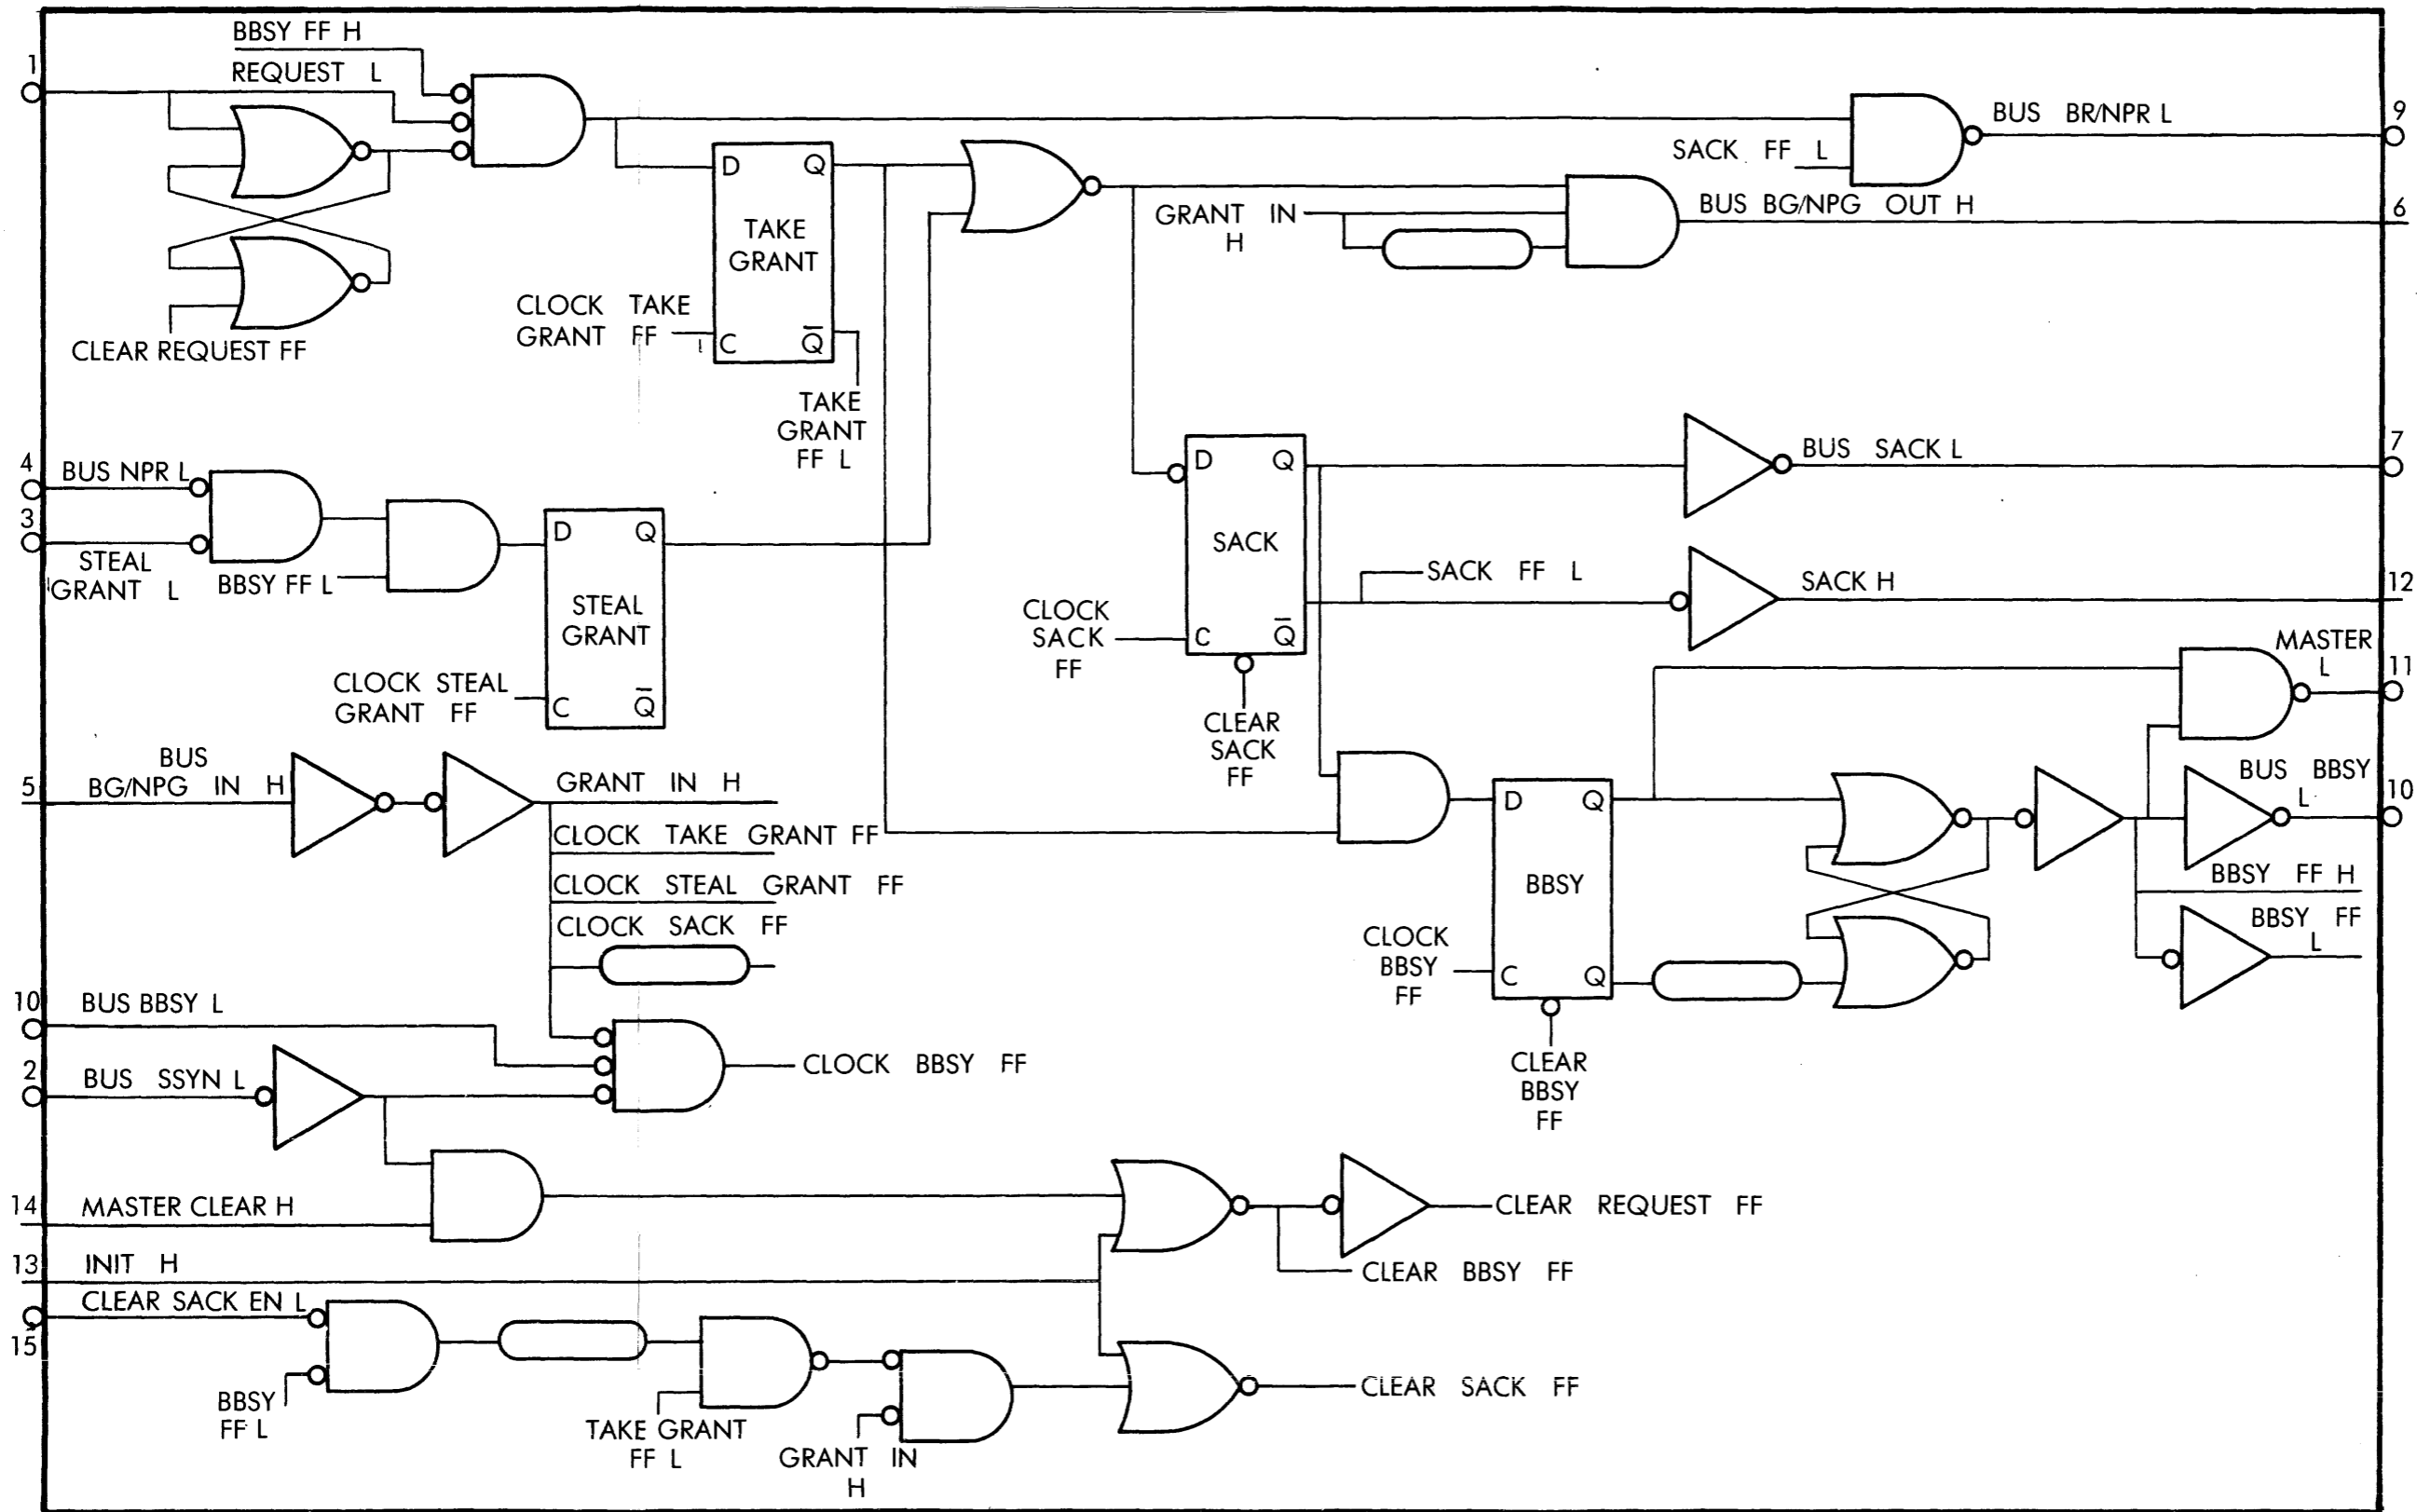 BBSY FF H
1
REQUEST L
BUS BR/NPR L
9
SACK FF L
D Q
TAKE
GRANT
GRANT IN
H
BUS BG/NPG OUT H
6
CLOCK TAKE
GRANT FF
C Q
CLEAR REQUEST FF
TAKE
GRANT
FF L
4
BUS NPR L
3
STEAL
GRANT L
BBSY FF L
D Q
STEAL
GRANT
CLOCK STEAL
GRANT FF
C Q
D Q
SACK
BUS SACK L
7
SACK FF L
SACK H
12
CLOCK
SACK
FF
C Q
CLEAR
SACK
FF
MASTER
L
11
BUS
BG/NPG IN H
5
GRANT IN H
CLOCK TAKE GRANT FF
CLOCK STEAL GRANT FF
CLOCK SACK FF
D Q
BBSY
CLOCK
BBSY
FF
C Q
CLEAR
BBSY
FF
BUS BBSY
L
10
BBSY FF H
BBSY FF
L
10
BUS BBSY L
2
BUS SSYN L
CLOCK BBSY FF
14
MASTER CLEAR H
CLEAR REQUEST FF
13
INIT H
CLEAR BBSY FF
CLEAR SACK EN L
15
BBSY
FF L
TAKE GRANT
FF L
GRANT IN
H
CLEAR SACK FF